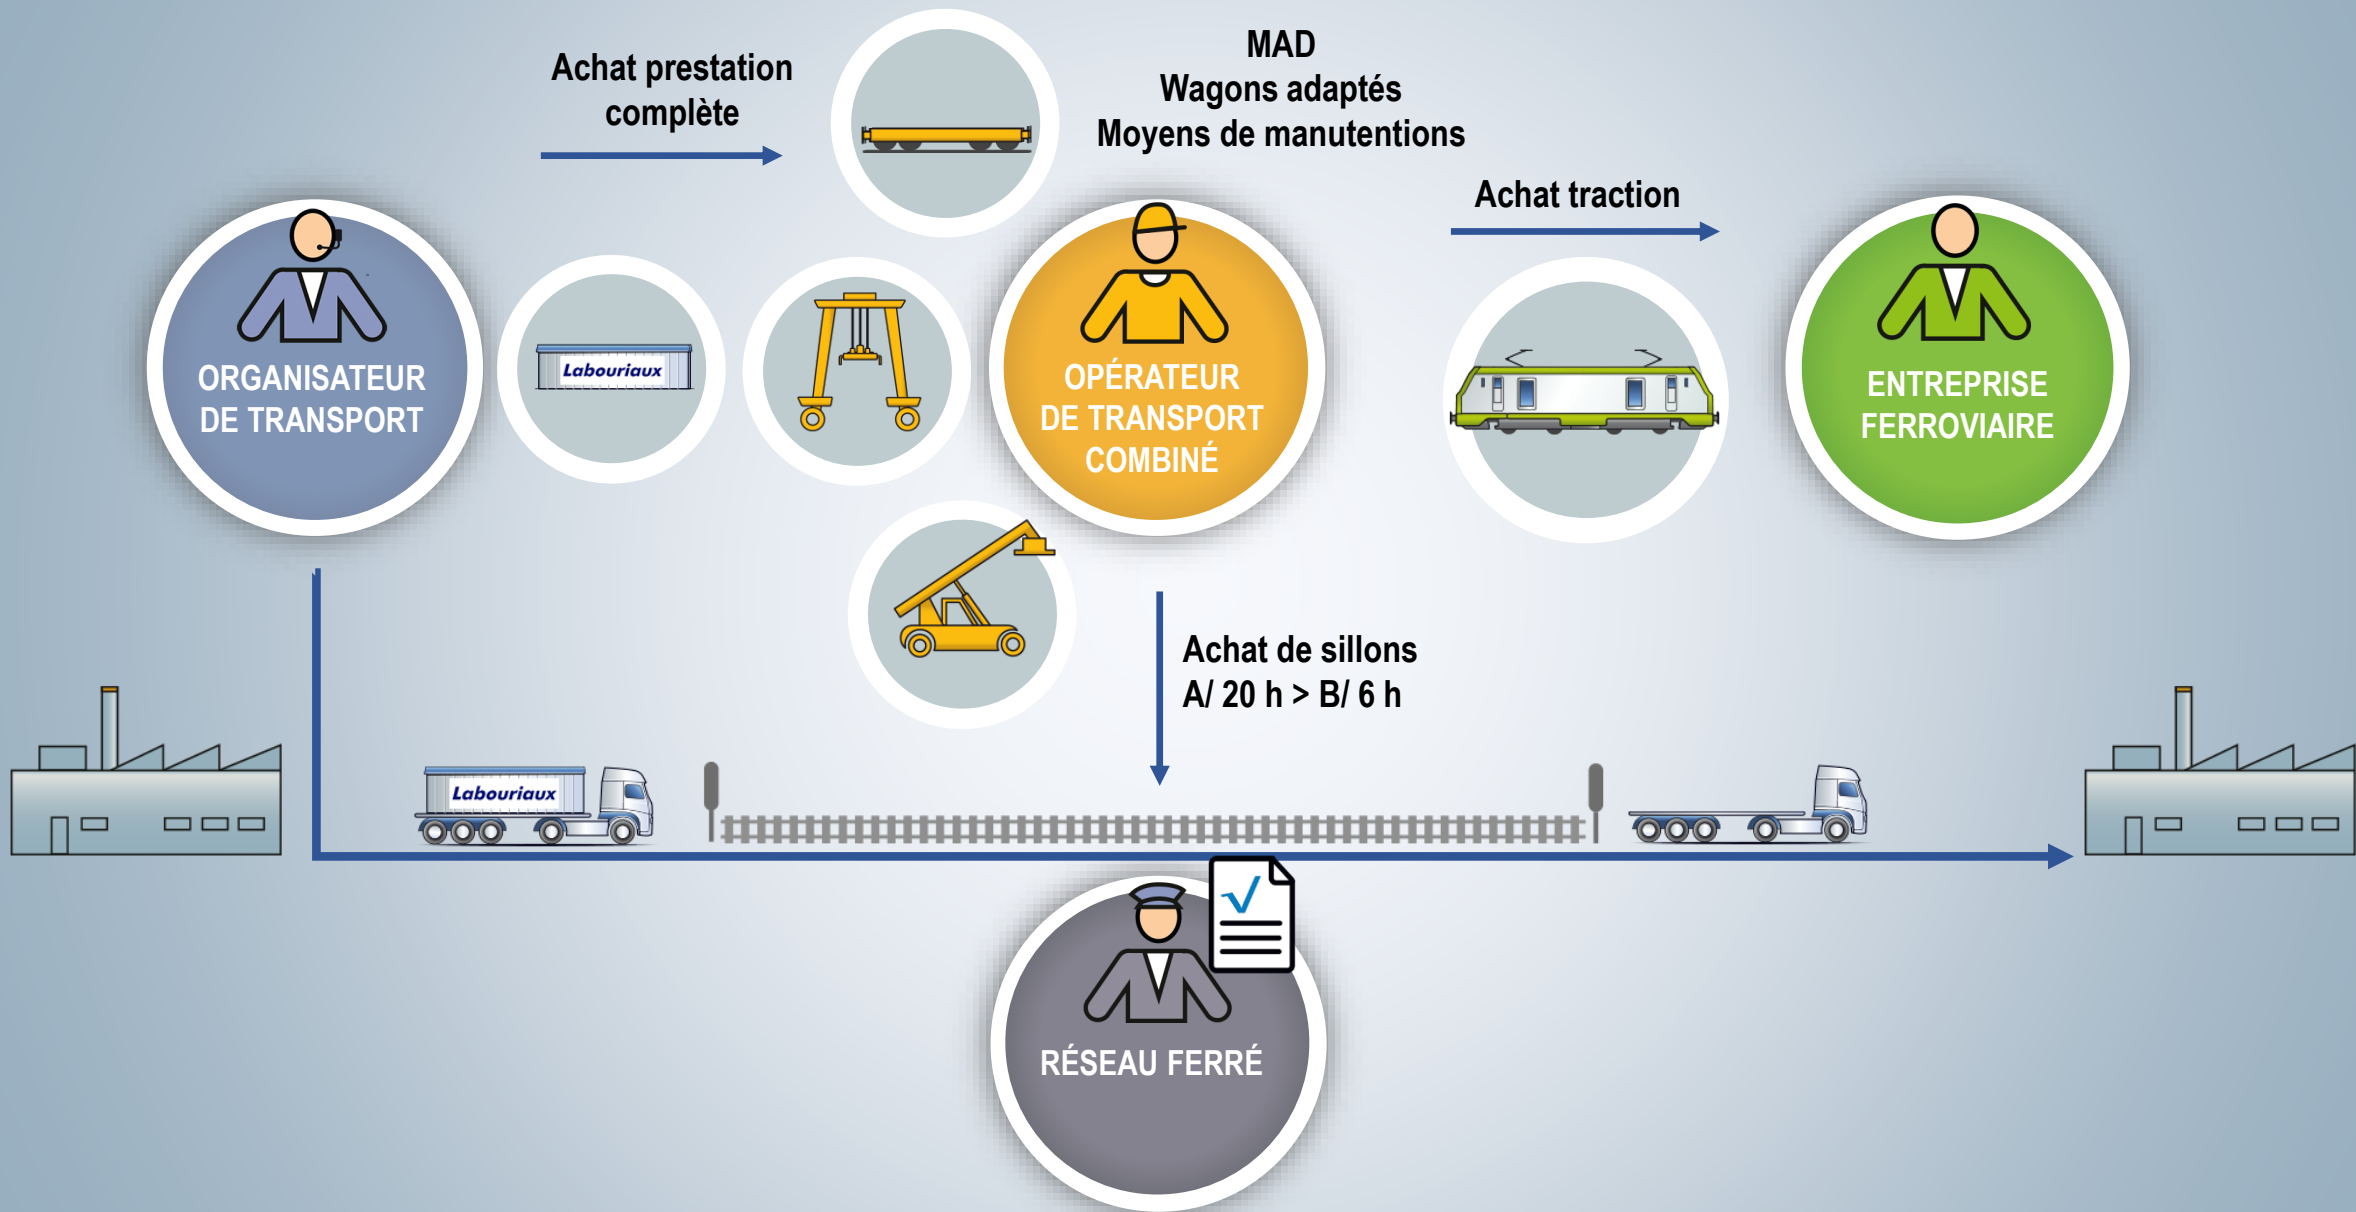 Achat prestation
complète
MAD
Wagons adaptés
Moyens de manutentions
Achat traction
ORGANISATEUR
DE TRANSPORT
Labouriaux
OPÉRATEUR
DE TRANSPORT
COMBINÉ
ENTREPRISE
FERROVIAIRE
Achat de sillons
A/ 20 h > B/ 6 h
Labouriaux
RÉSEAU FERRÉ